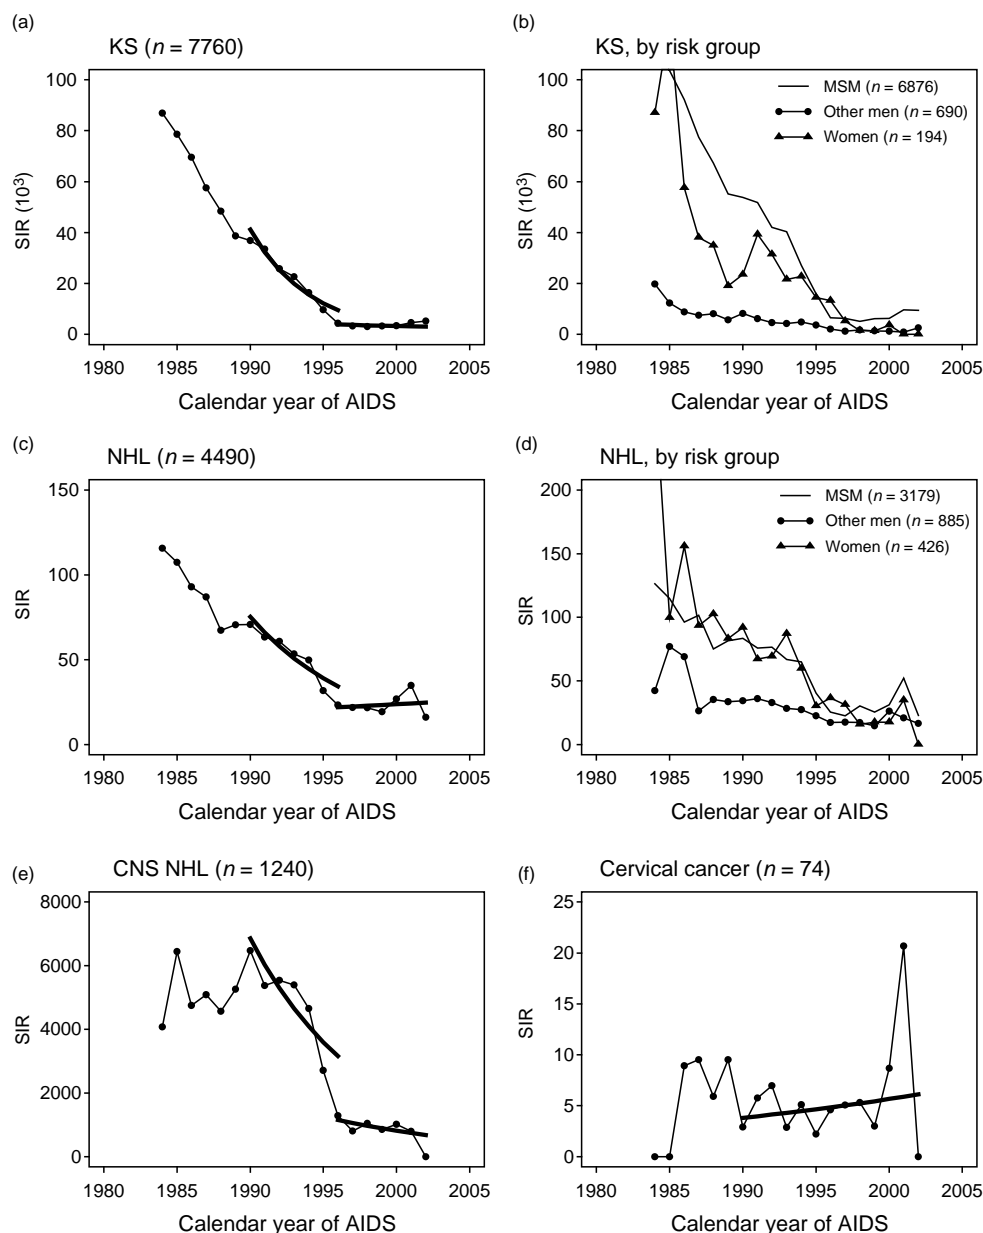 (a)
KS (n = 7760)
100
80
60
40
20
0
SIR (10³)
1980 1985 1990 1995 2000 2005
Calendar year of AIDS
(b)
KS, by risk group
100
80
60
40
20
0
SIR (10³)
MSM (n = 6876)
Other men (n = 690)
Women (n = 194)
1980 1985 1990 1995 2000 2005
Calendar year of AIDS
(c)
NHL (n = 4490)
150
100
50
0
SIR
1980 1985 1990 1995 2000 2005
Calendar year of AIDS
(d)
NHL, by risk group
200
150
100
50
0
SIR
MSM (n = 3179)
Other men (n = 885)
Women (n = 426)
1980 1985 1990 1995 2000 2005
Calendar year of AIDS
(e)
CNS NHL (n = 1240)
8000
6000
4000
2000
0
SIR
1980 1985 1990 1995 2000 2005
Calendar year of AIDS
(f)
Cervical cancer (n = 74)
25
20
15
10
5
0
SIR
1980 1985 1990 1995 2000 2005
Calendar year of AIDS